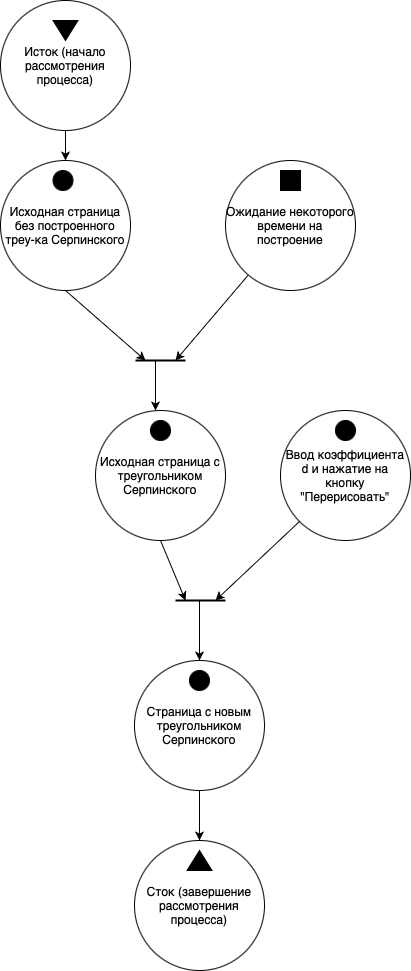 Исток (начало
рассмотрения
процесса)
Исходная страница
без построенного
треу-ка Серпинского
Ожидание некоторого
времени на
построение
Исходная страница с
треугольником
Серпинского
Ввод коэффициента
d и нажатие на
кнопку
"Перерисовать"
Страница с новым
треугольником
Серпинского
Сток (завершение
рассмотрения
процесса)